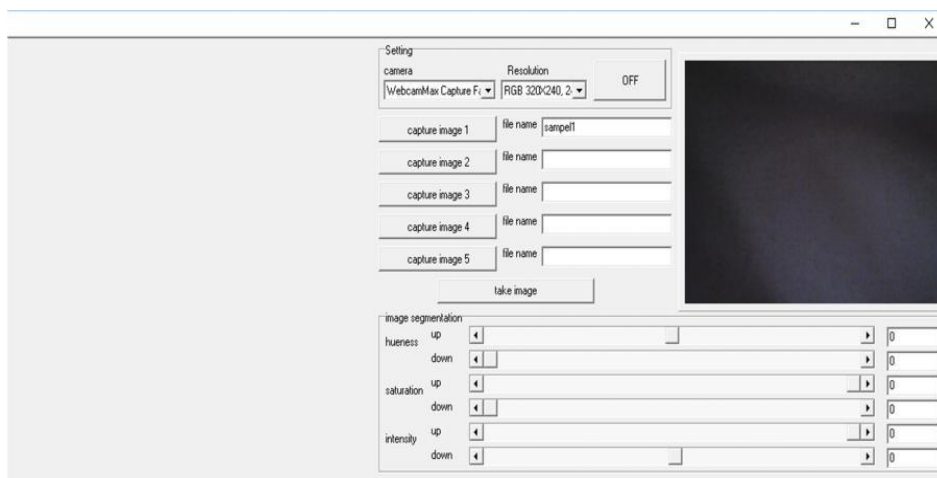 Setting
camera
Resolution
WebcamMax Capture Fa
RGB 320X240, 24
OFF
capture image 1
file name
sampel1
capture image 2
file name
capture image 3
file name
capture image 4
file name
capture image 5
file name
take image
image segmentation
hueness
up
0
down
0
saturation
up
0
down
0
intensity
up
0
down
0